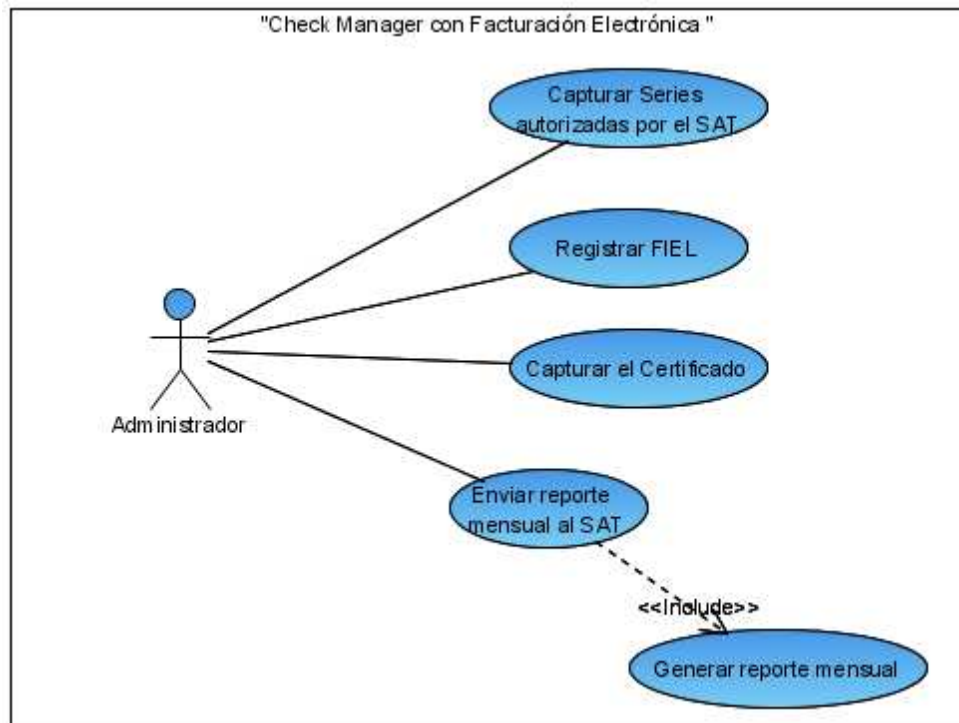 "Check Manager con Facturación Electrónica "
Capturar Series
autorizadas por el SAT
Registrar FIEL
Capturar el Certificado
Administrador
Enviar reporte
mensual al SAT
<<Include>>
Generar reporte mensual